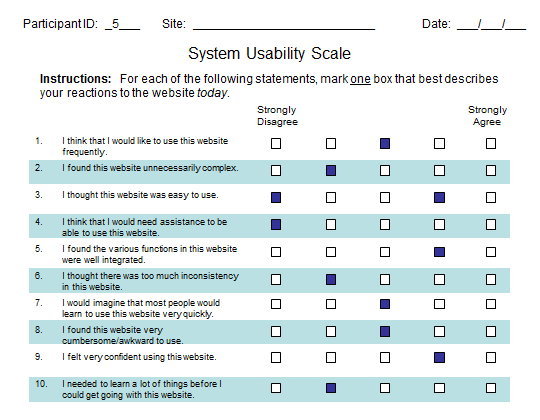 Participant ID: _5___ Site: ___________________________ Date: ___/___/___
System Usability Scale
Instructions: For each of the following statements, mark one box that best describes
your reactions to the website today.
Strongly Strongly
Disagree Agree
1. I think that I would like to use this website
frequently.
2. I found this website unnecessarily complex.
3. I thought this website was easy to use.
4. I think that I would need assistance to be
able to use this website.
5. I found the various functions in this website
were well integrated.
6. I thought there was too much inconsistency
in this website.
7. I would imagine that most people would
learn to use this website very quickly.
8. I found this website very
cumbersome/awkward to use.
9. I felt very confident using this website.
10. I needed to learn a lot of things before I
could get going with this website.